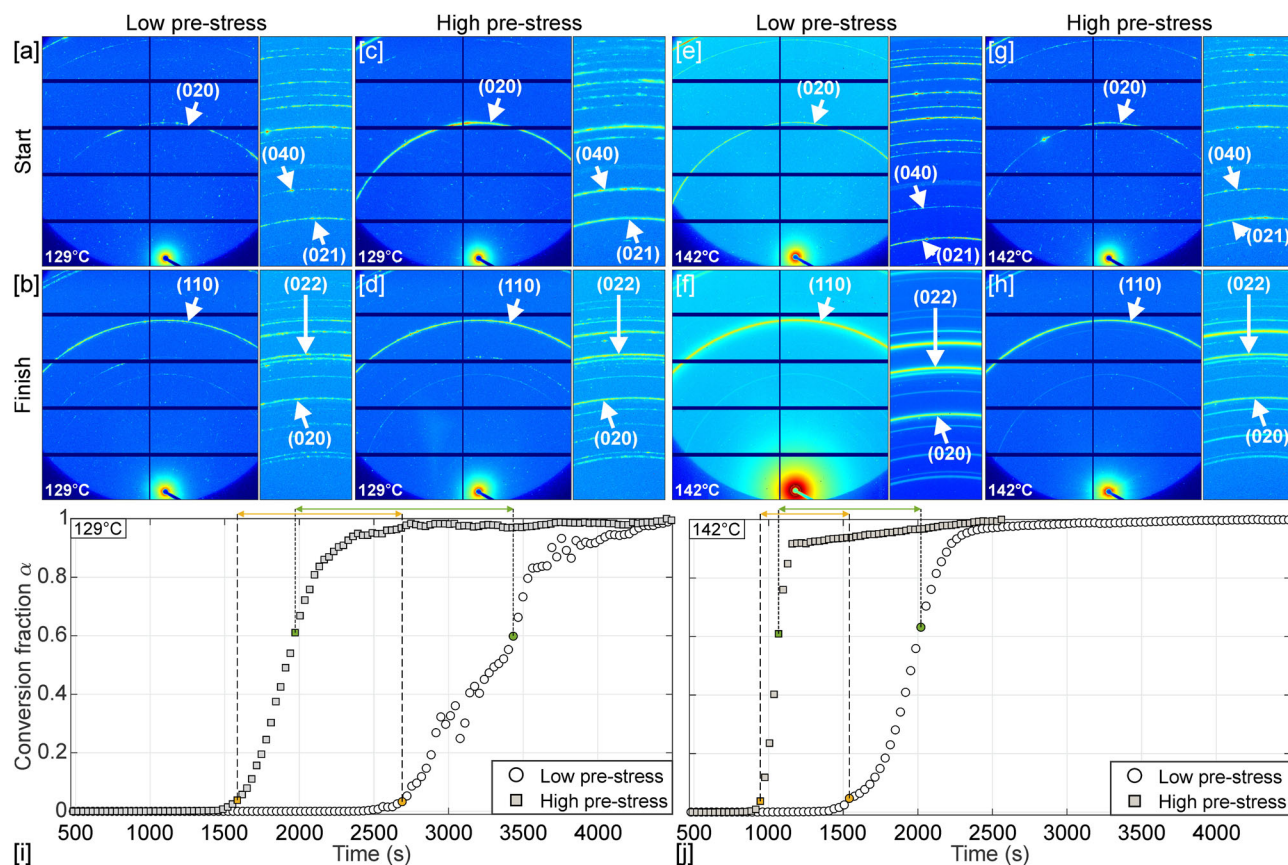 Low pre-stress High pre-stress Low pre-stress High pre-stress
Start
[a] (020) (040) (021) 129°C
[c] (020) (040) (021) 129°C
[e] (020) (040) (021) 142°C
[g] (020) (040) (021) 142°C
Finish
[b] (110) (022) (020) 129°C
[d] (110) (022) (020) 129°C
[f] (110) (022) (020) 142°C
[h] (110) (022) (020) 142°C
129°C
Conversion fraction α
1
0.8
0.6
0.4
0.2
0
500 1000 1500 2000 2500 3000 3500 4000
Time (s)
Low pre-stress
High pre-stress
[i]
142°C
500 1000 1500 2000 2500 3000 3500 4000
Time (s)
Low pre-stress
High pre-stress
[j]